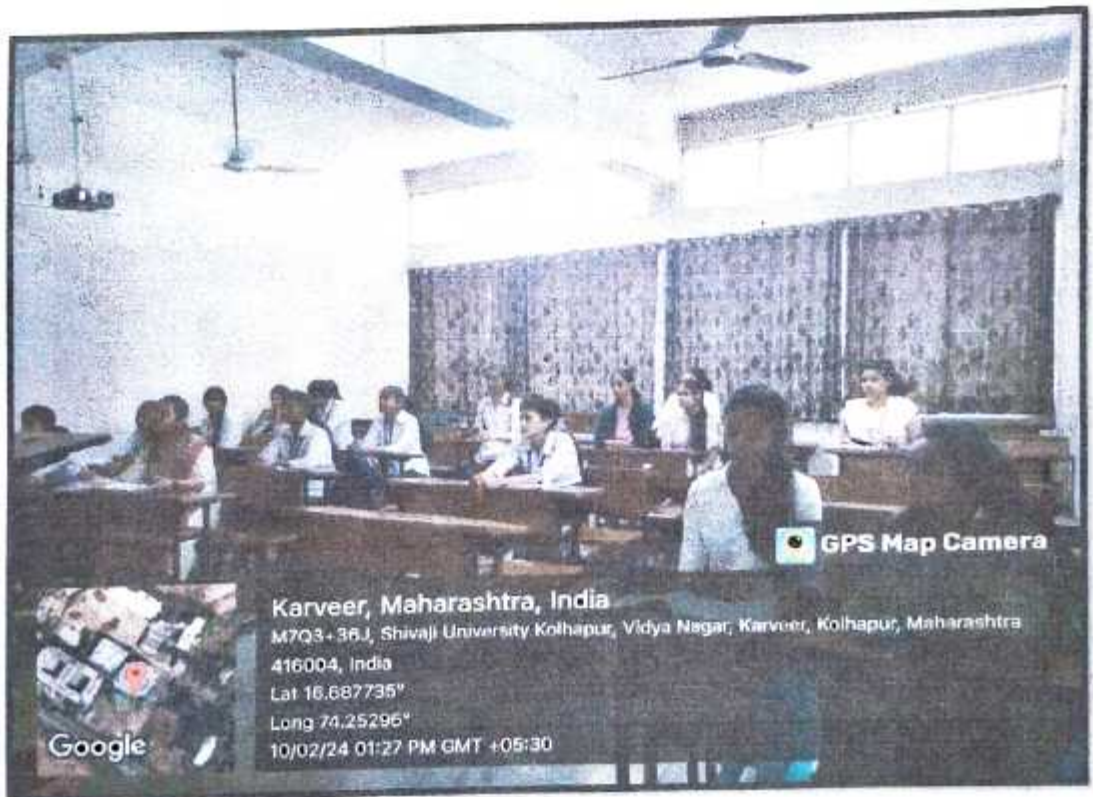 GPS Map Camera
Karveer, Maharashtra, India
M7Q3+36J, Shivaji University Kolhapur, Vidya Nagar, Karveer, Kolhapur, Maharashtra
416004, India
Lat 16.687735°
Long 74.25296°
10/02/24 01:27 PM GMT +05:30
Google